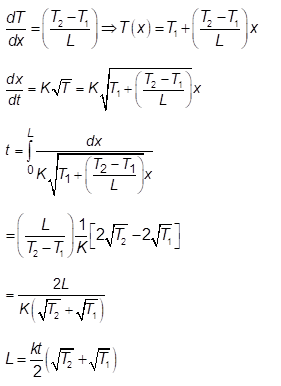 dT/dx = ((T₂ − T₁)/L) ⇒ T(x) = T₁ + ((T₂ − T₁)/L)x
dx/dt = K√T = K√(T₁ + ((T₂ − T₁)/L))x
t = ∫₀ᴸ dx/(K√(T₁ + ((T₂ − T₁)/L))x)
= (L/(T₂ − T₁)) 1/K [2√T₂ − 2√T₁]
= 2L/(K(√T₂ + √T₁))
L = kt/2 (√T₂ + √T₁)